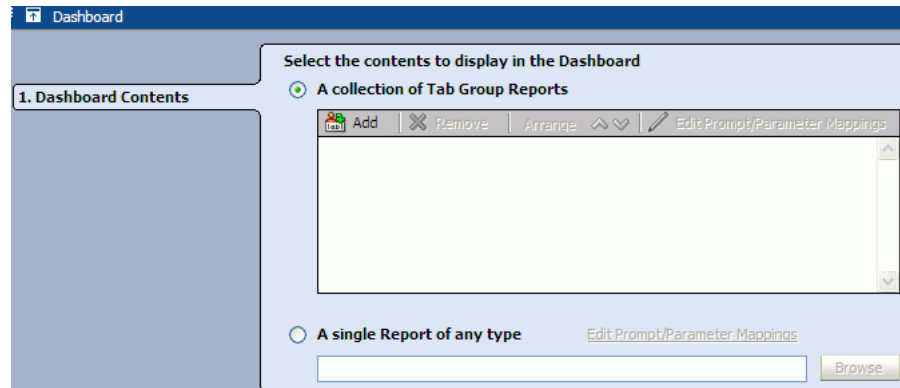 Dashboard
Select the contents to display in the Dashboard
1. Dashboard Contents
A collection of Tab Group Reports
Add Remove Arrange Edit Prompt/Parameter Mappings
A single Report of any type Edit Prompt/Parameter Mappings
Browse